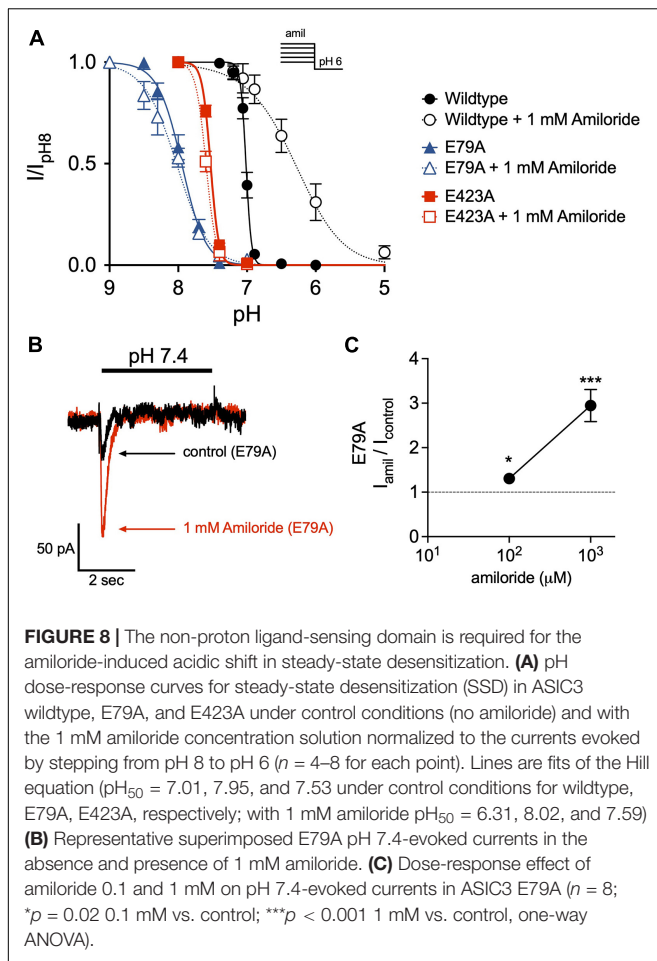 A
amil
pH 6
1.0
0.5
0.0
I/IpH8
9 8 7 6 5
pH
Wildtype
Wildtype + 1 mM Amiloride
E79A
E79A + 1 mM Amiloride
E423A
E423A + 1 mM Amiloride
B
pH 7.4
control (E79A)
1 mM Amiloride (E79A)
50 pA
2 sec
C
E79A
Iamil / Icontrol
4
3
2
1
0
*
***
10¹ 10² 10³
amiloride (μM)
FIGURE 8 | The non-proton ligand-sensing domain is required for the
amiloride-induced acidic shift in steady-state desensitization. (A) pH
dose-response curves for steady-state desensitization (SSD) in ASIC3
wildtype, E79A, and E423A under control conditions (no amiloride) and with
the 1 mM amiloride concentration solution normalized to the currents evoked
by stepping from pH 8 to pH 6 (n = 4–8 for each point). Lines are fits of the Hill
equation (pH50 = 7.01, 7.95, and 7.53 under control conditions for wildtype,
E79A, E423A, respectively; with 1 mM amiloride pH50 = 6.31, 8.02, and 7.59)
(B) Representative superimposed E79A pH 7.4-evoked currents in the
absence and presence of 1 mM amiloride. (C) Dose-response effect of
amiloride 0.1 and 1 mM on pH 7.4-evoked currents in ASIC3 E79A (n = 8;
*p = 0.02 0.1 mM vs. control; ***p < 0.001 1 mM vs. control, one-way
ANOVA).